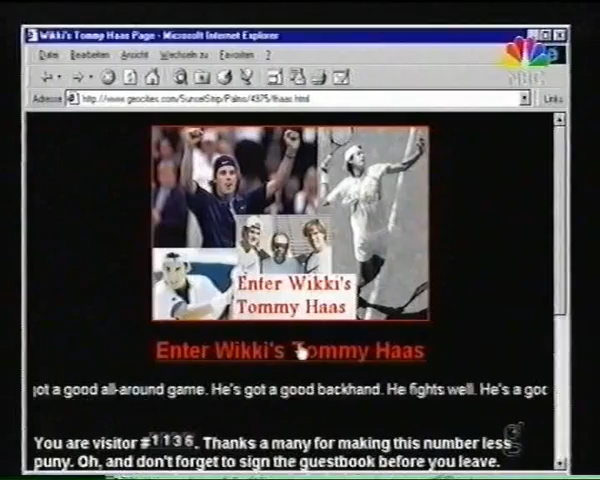 Wikki's Tommy Haas Page - Microsoft Internet Explorer
Datei Bearbeiten Ansicht Wechseln zu Favoriten ?
NBC
Adresse http://www.geocities.com/SunsetStrip/Palms/4975/thaas.html Links
Enter Wikki's
Tommy Haas
Enter Wikki's Tommy Haas
got a good all-around game. He's got a good backhand. He fights well. He's a goo
You are visitor #1136. Thanks a many for making this number less
puny. Oh, and don't forget to sign the guestbook before you leave.